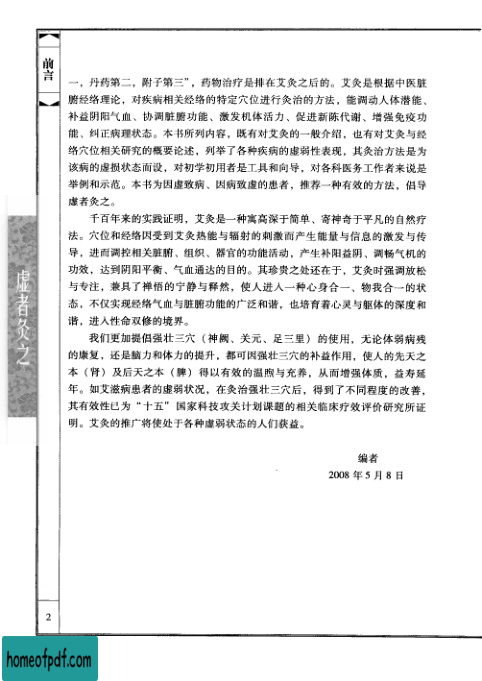 前言
一，丹药第二，附子第三”，药物治疗是排在艾灸之后的。艾灸是根据中医脏
腑经络理论，对疾病相关经络的特定穴位进行灸治的方法，能调动人体潜能、
补益阴阳气血、协调脏腑功能、激发机体活力、促进新陈代谢、增强免疫功
能、纠正病理状态。本书所列内容，既有对艾灸的一般介绍，也有对艾灸与经
络穴位相关研究的概要论述，列举了各种疾病的虚弱性表现，其灸治方法是为
该病的虚损状态而设，对初学初用者是工具和向导，对各科医务工作者来说是
举例和示范。本书为因虚致病、因病致虚的患者，推荐一种有效的方法，倡导
虚者灸之。
千百年来的实践证明，艾灸是一种寓高深于简单、寄神奇于平凡的自然疗
法。穴位和经络因受到艾灸热能与辐射的刺激而产生能量与信息的激发与传
导，进而调控相关脏腑、组织、器官的功能活动，产生补阳益阴、调畅气机的
功效，达到阴阳平衡、气血通达的目的。其珍贵之处还在于，艾灸时强调放松
与专注，兼具了禅悟的宁静与释然，使人进入一种心身合一、物我合一的状
态，不仅实现经络气血与脏腑功能的广泛和谐，也培育着心灵与躯体的深度和
谐，进入性命双修的境界。
我们更加提倡强壮三穴（神阙、关元、足三里）的使用，无论体弱病残
的康复，还是脑力和体力的提升，都可因强壮三穴的补益作用，使人的先天之
本（肾）及后天之本（脾）得以有效的温煦与充养，从而增强体质，益寿延
年。如艾滋病患者的虚弱状况，在灸治强壮三穴后，得到了不同程度的改善，
其有效性已为“十五”国家科技攻关计划课题的相关临床疗效评价研究所证
明。艾灸的推广将使处于各种虚弱状态的人们获益。
编者
2008 年 5 月 8 日
虚者灸之
2
homeofpdf.com